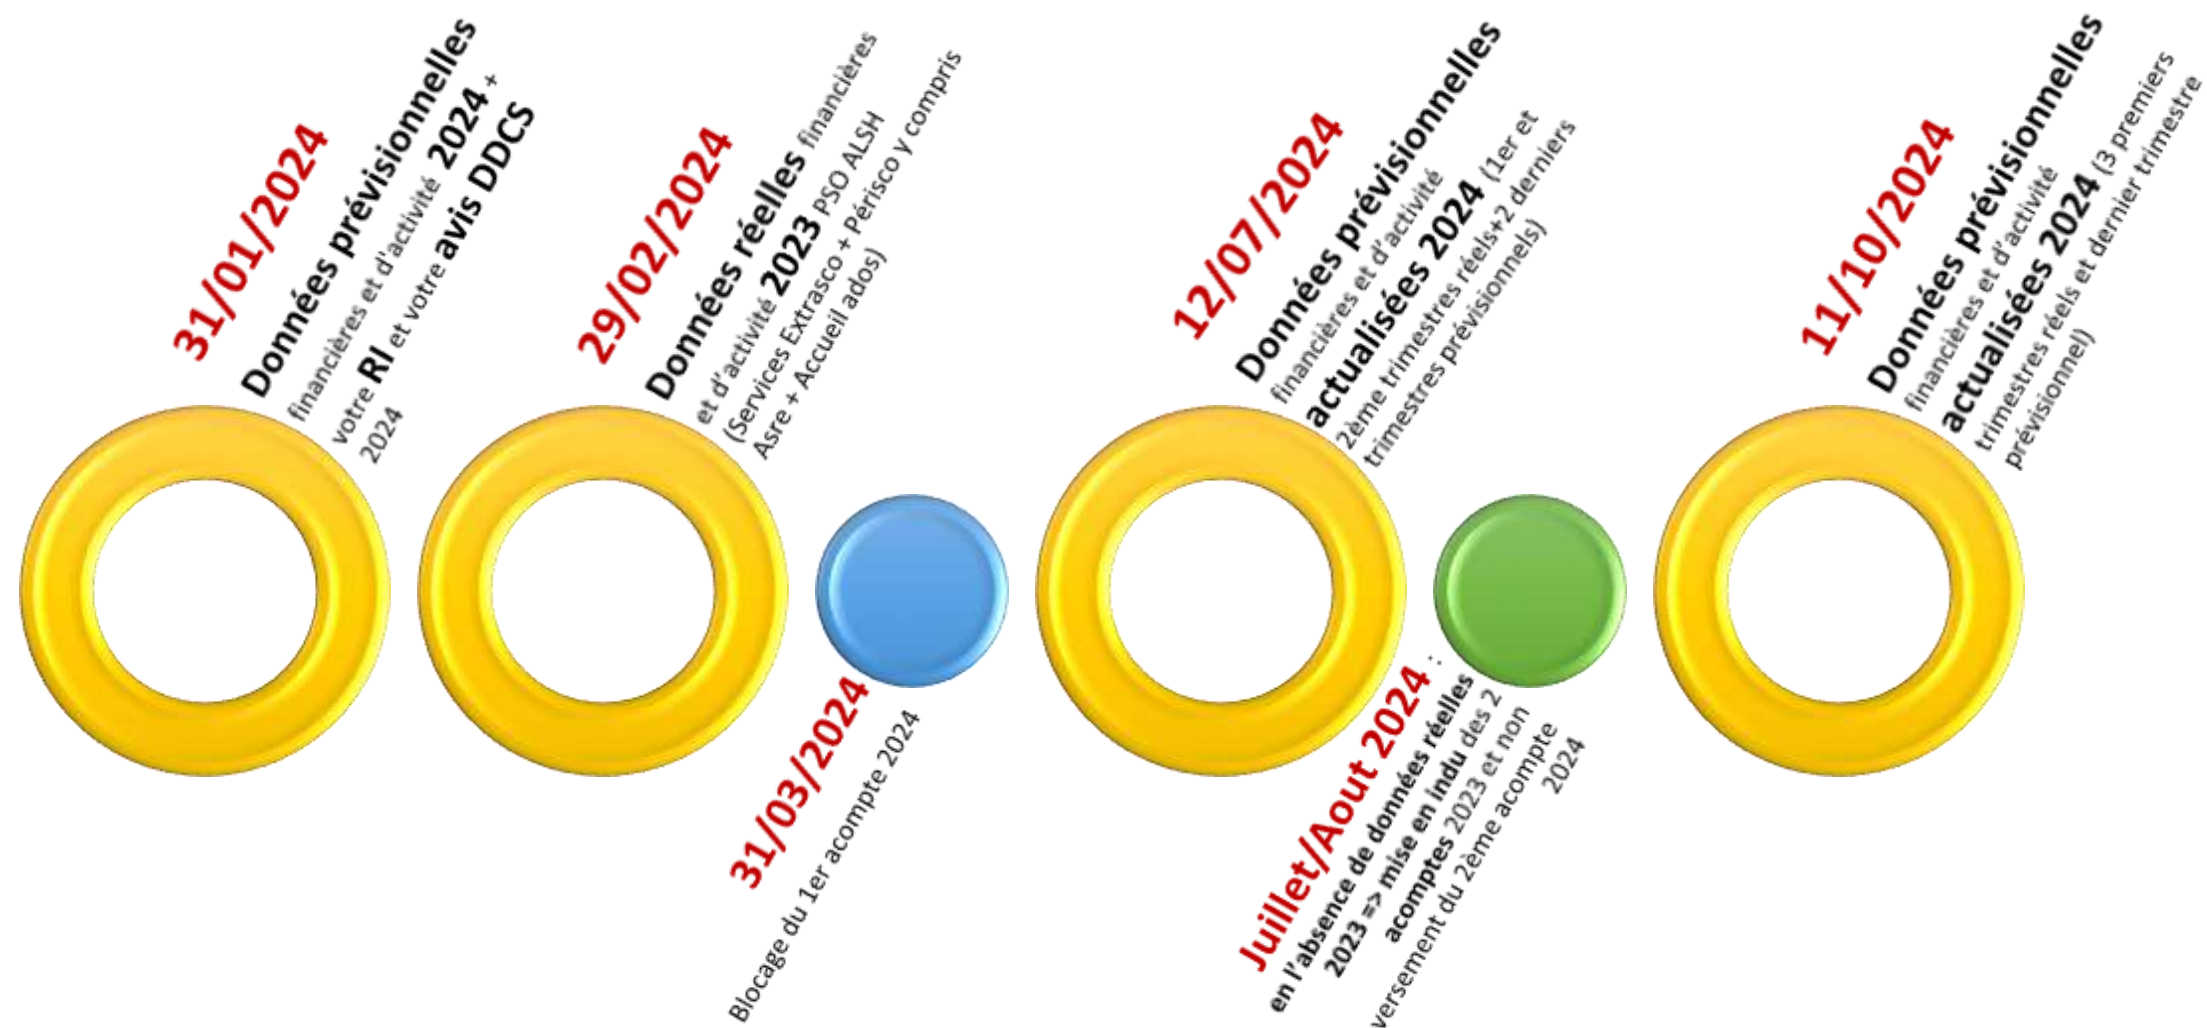 31/01/2024
Données prévisionnelles
financières et d'activité 2024 +
votre RI et votre avis DDCS
2024
29/02/2024
Données réelles financières
et d'activité 2023 PSO ALSH
(Services Extrasco + Périsco y compris
Asre + Accueil ados)
31/03/2024
Blocage du 1er acompte 2024
12/07/2024
Données prévisionnelles
financières et d'activité
actualisées 2024 (1er et
2ème trimestres réels+2 derniers
trimestres prévisionnels)
Juillet/Aout 2024 :
en l'absence de données réelles
2023 => mise en indu des 2
acomptes 2023 et non
versement du 2ème acompte
2024
11/10/2024
Données prévisionnelles
financières et d'activité
actualisées 2024 (3 premiers
trimestres réels et dernier trimestre
prévisionnel)